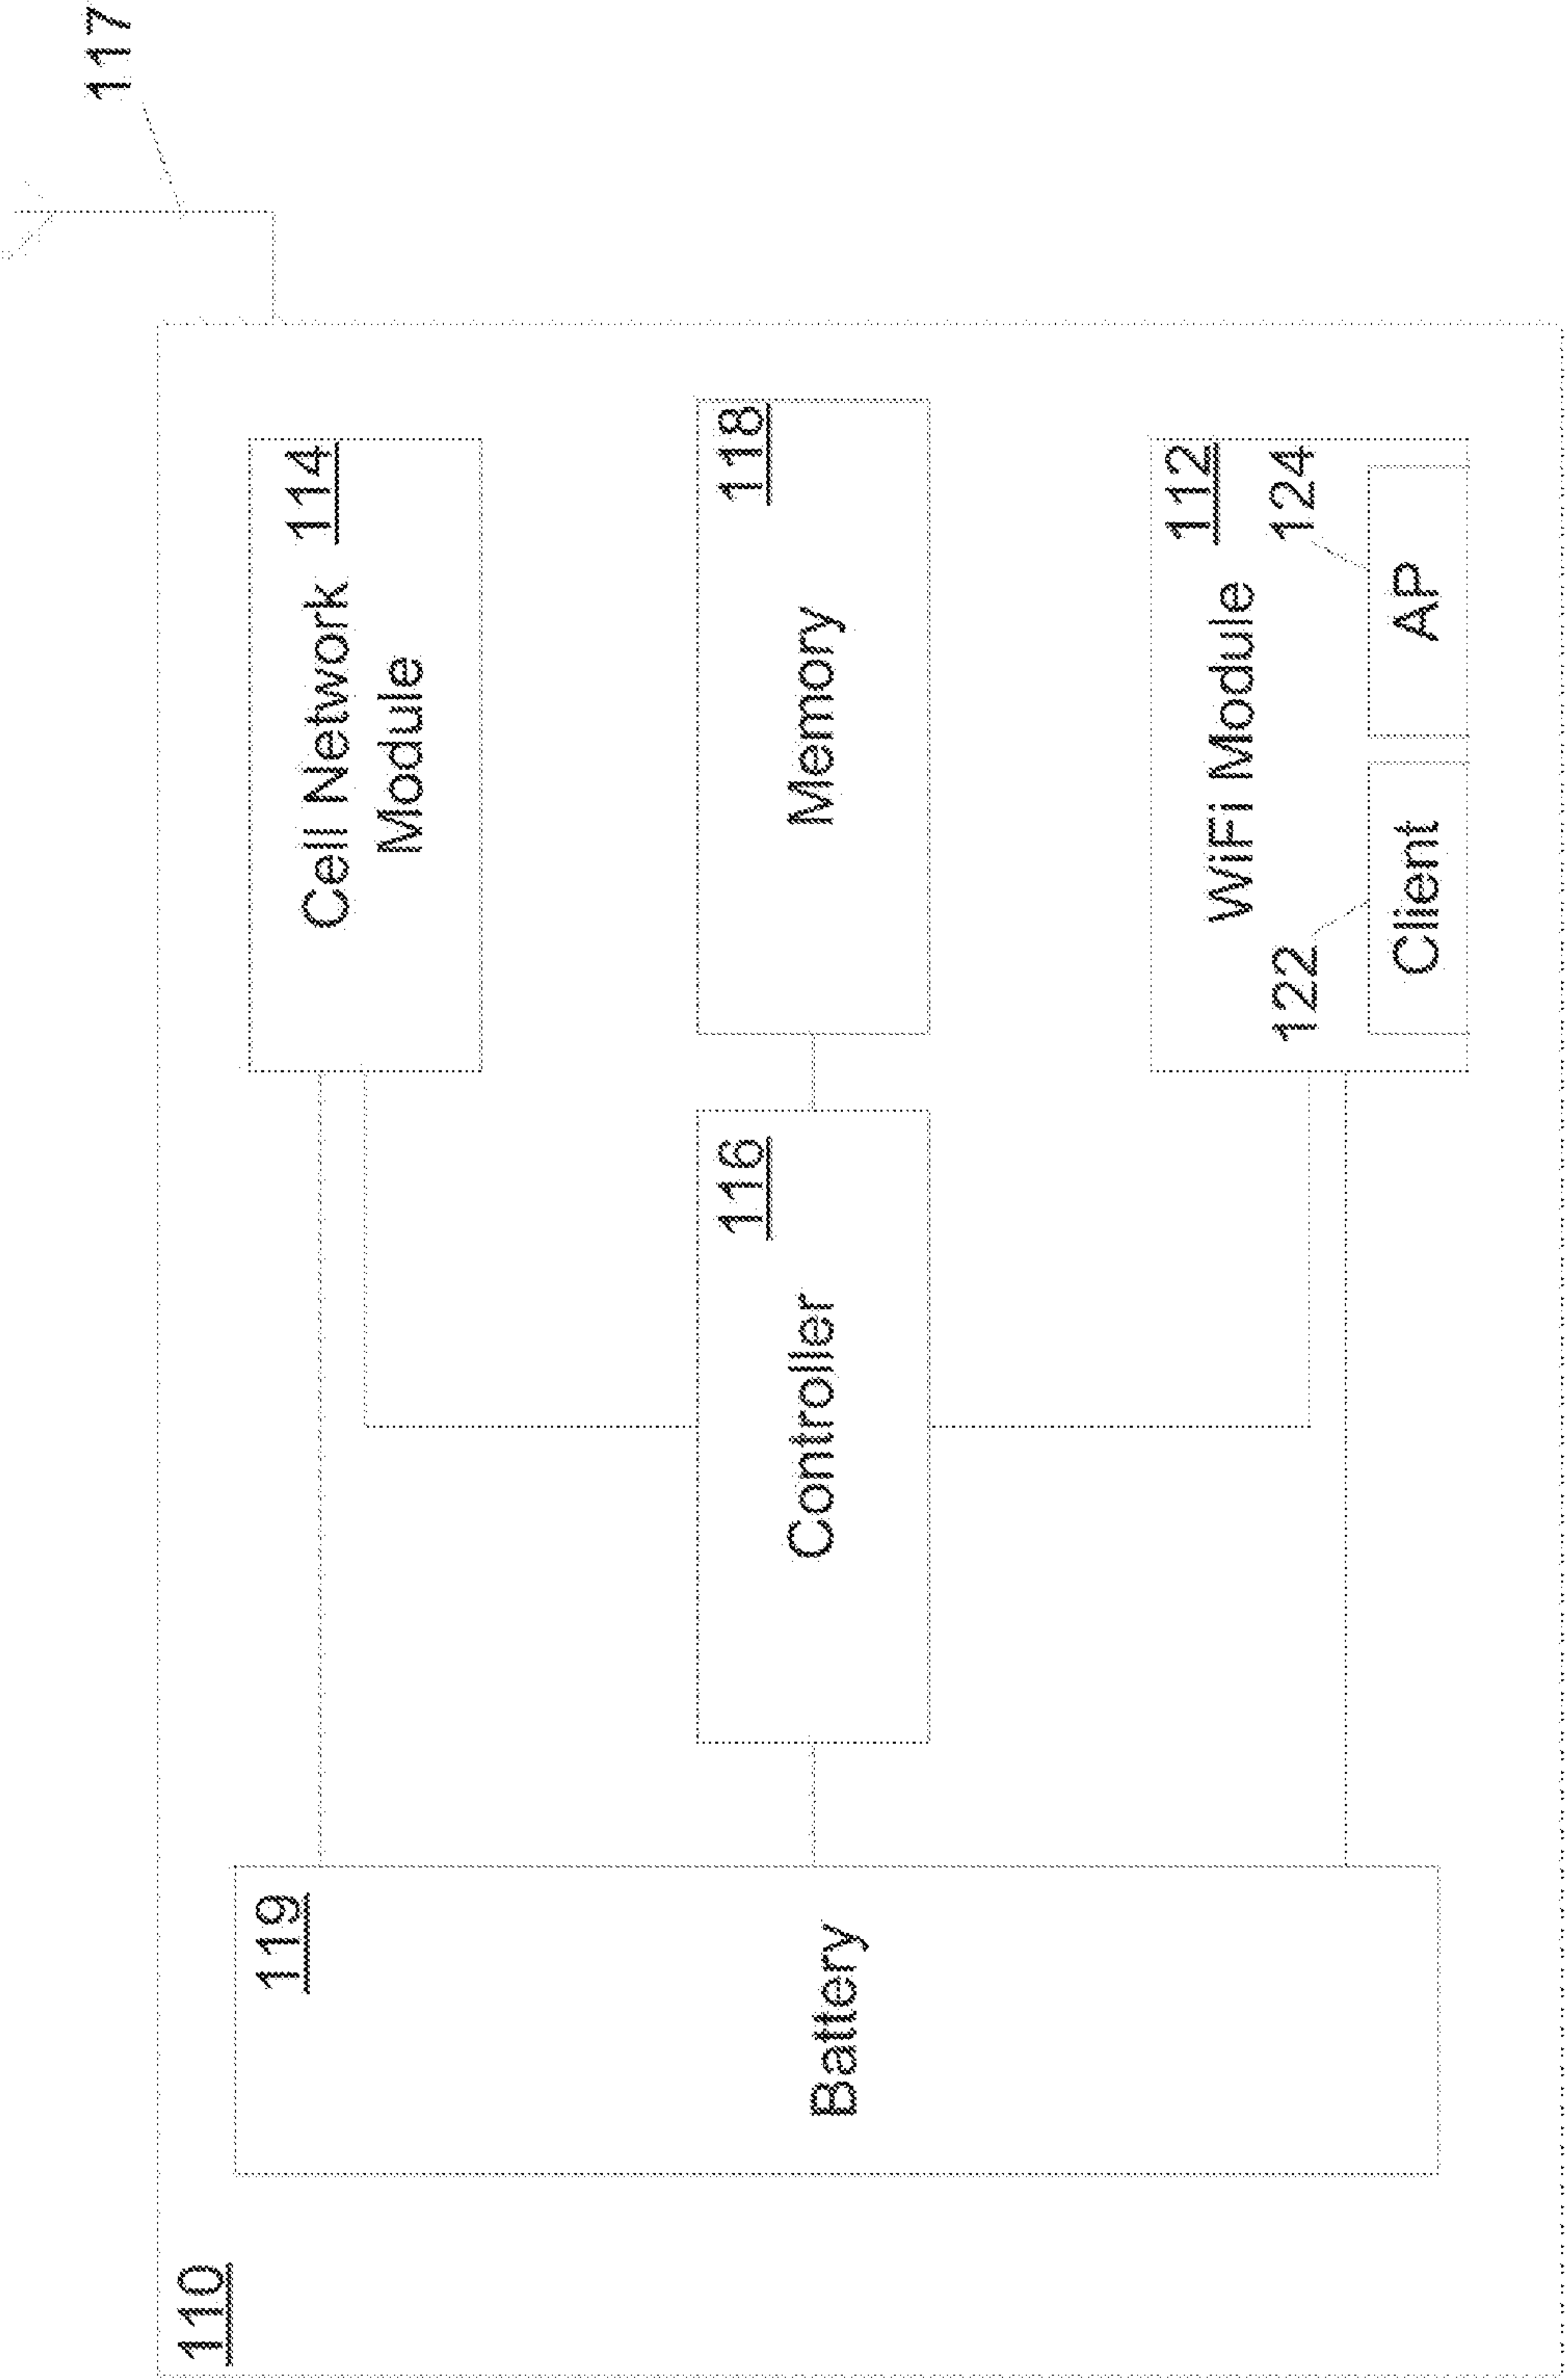 117
110
119
Battery
114
Cell Network
Module
116
Controller
118
Memory
112
WiFi Module
122
124
Client
AP